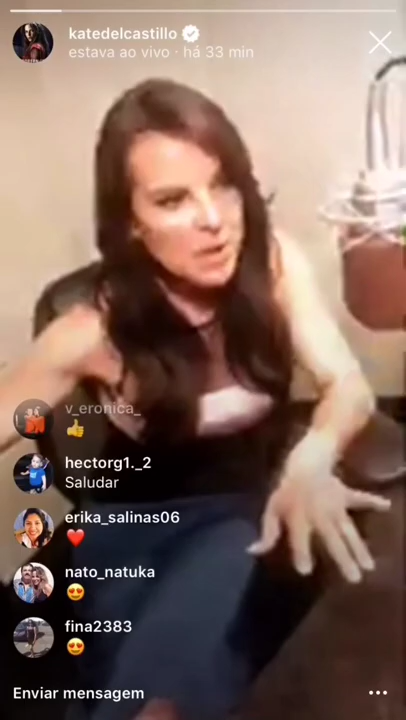 katedelcastillo
estava ao vivo · há 33 min
v_eronica_
👍
hectorg1._2
Saludar
erika_salinas06
❤️
nato_natuka
😍
fina2383
😍
Enviar mensagem